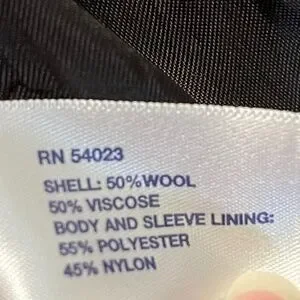 RN 54023
SHELL: 50%WOOL
50% VISCOSE
BODY AND SLEEVE LINING:
55% POLYESTER
45% NYLON